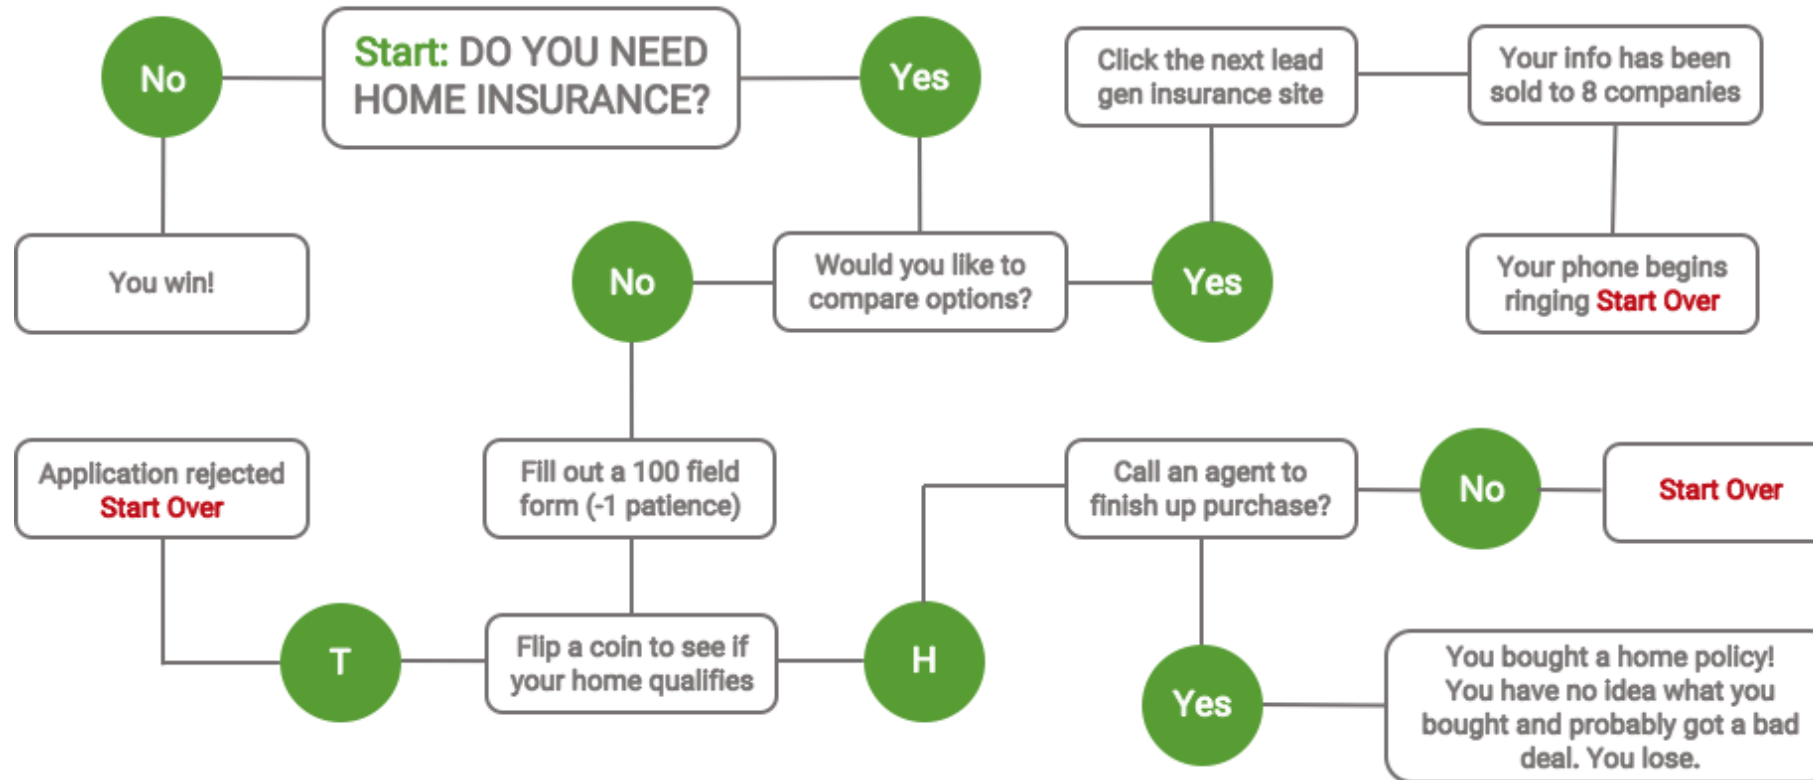 No
Start: DO YOU NEED
HOME INSURANCE?
Yes
Click the next lead
gen insurance site
Your info has been
sold to 8 companies
You win!
No
Would you like to
compare options?
Yes
Your phone begins
ringing Start Over
Application rejected
Start Over
Fill out a 100 field
form (-1 patience)
Call an agent to
finish up purchase?
No
Start Over
T
Flip a coin to see if
your home qualifies
H
Yes
You bought a home policy!
You have no idea what you
bought and probably got a bad
deal. You lose.